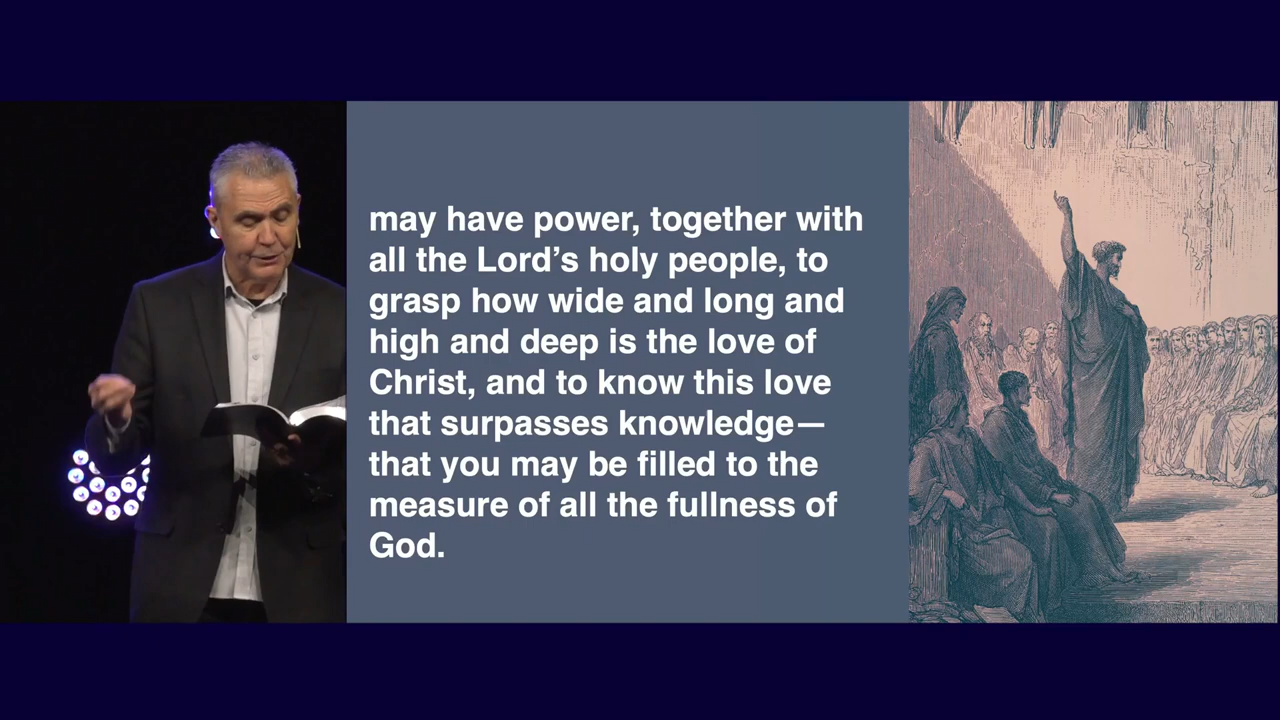 may have power, together with
all the Lord’s holy people, to
grasp how wide and long and
high and deep is the love of
Christ, and to know this love
that surpasses knowledge—
that you may be filled to the
measure of all the fullness of
God.